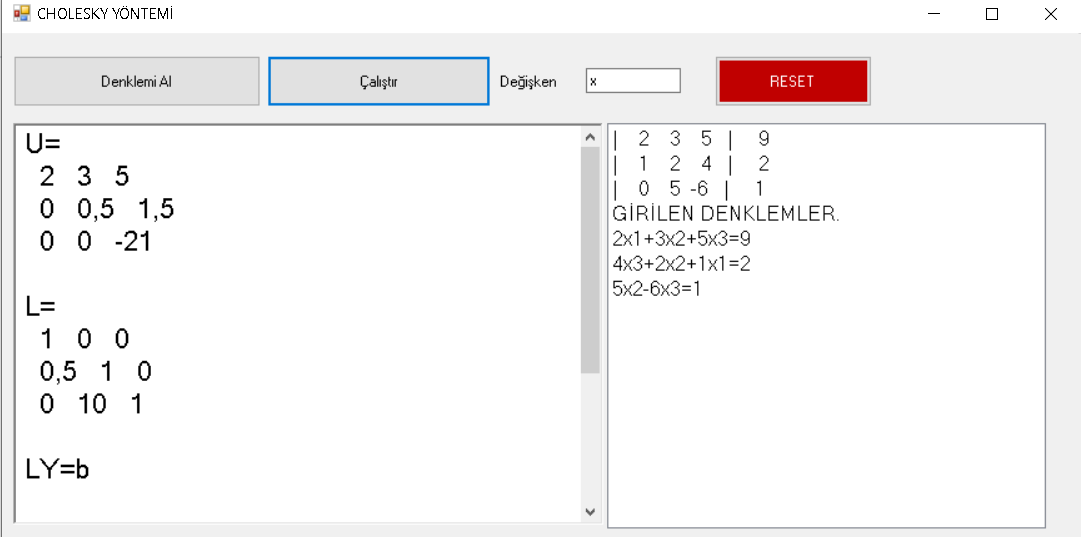 CHOLESKY YÖNTEMİ
Denklemi Al
Çalıştır
Değişken
x
RESET
U=
2 3 5
0 0,5 1,5
0 0 -21
L=
1 0 0
0,5 1 0
0 10 1
LY=b
| 2 3 5 | 9
| 1 2 4 | 2
| 0 5 -6 | 1
GİRİLEN DENKLEMLER.
2x1+3x2+5x3=9
4x3+2x2+1x1=2
5x2-6x3=1